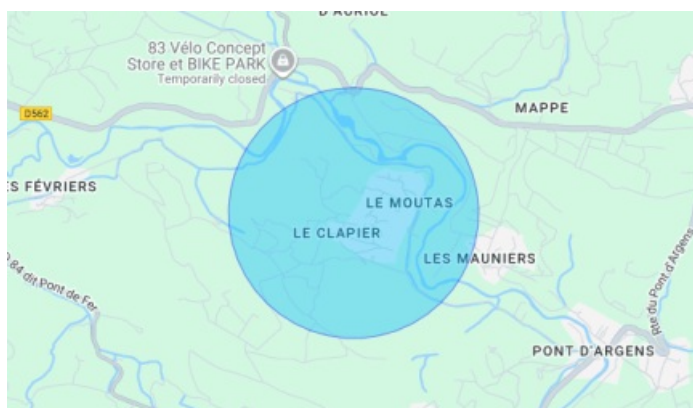 D'AURIOL
83 Vélo Concept
Store et BIKE PARK
Temporarily closed
D562
MAPPE
ES FÉVRIERS
LE MOUTAS
LE CLAPIER
LES MAUNIERS
D 84 dit Pont de Fer
Rte du Pont d'Argens
PONT D'ARGENS